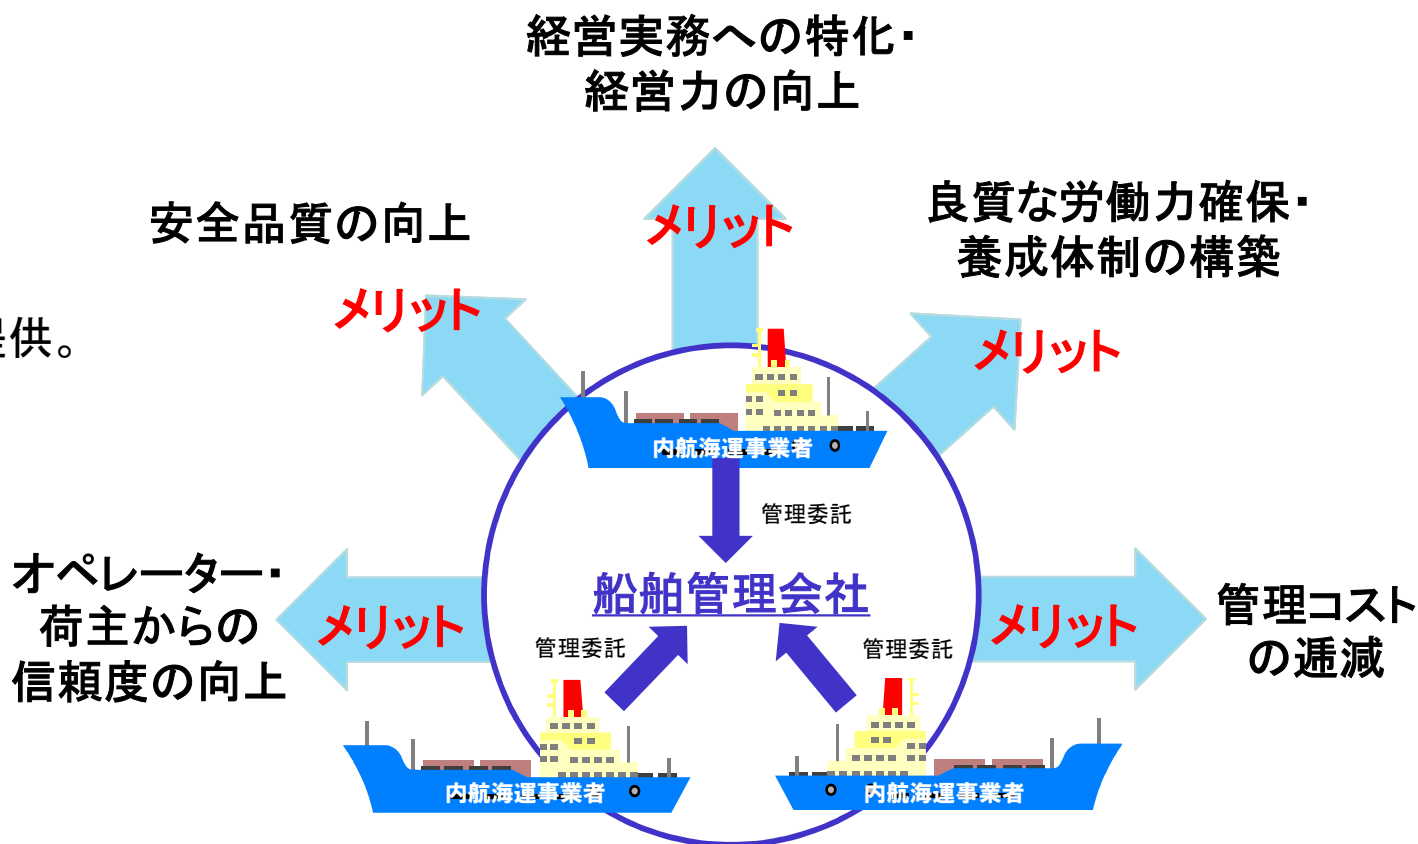 経営実務への特化・
経営力の向上
安全品質の向上
良質な労働力確保・
養成体制の構築
メリット
メリット
メリット
提供。
内航海運事業者
管理委託
船舶管理会社
オペレーター・
荷主からの
信頼度の向上
メリット
メリット
管理コスト
の逓減
管理委託
管理委託
内航海運事業者
内航海運事業者